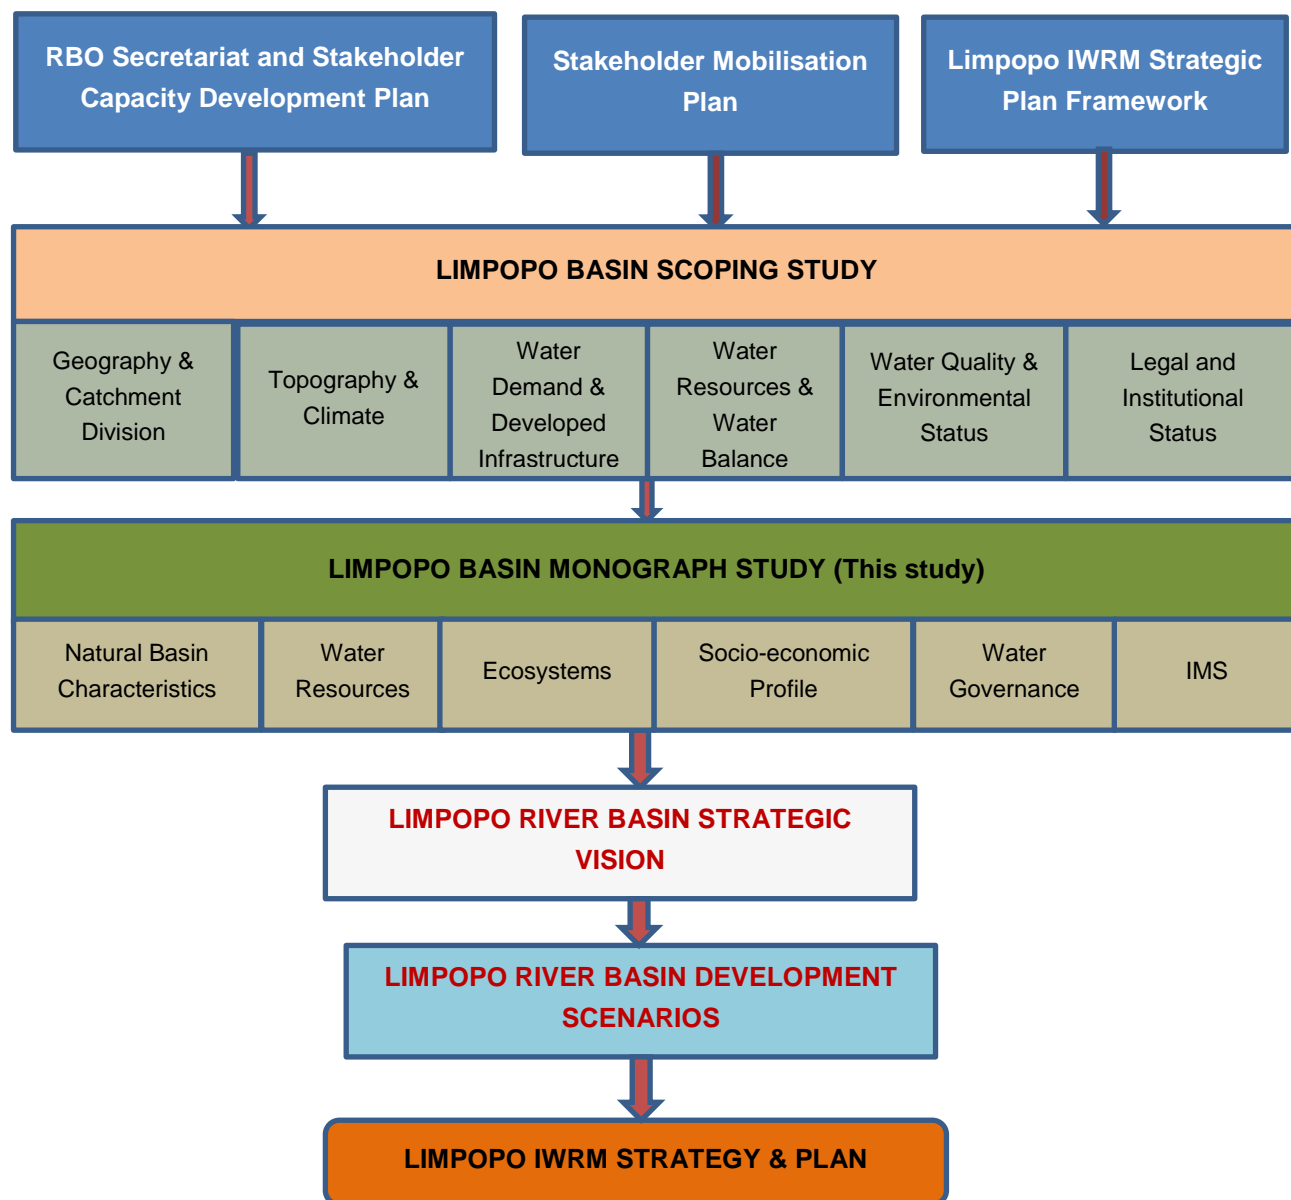 RBO Secretariat and Stakeholder
Capacity Development Plan
Stakeholder Mobilisation
Plan
Limpopo IWRM Strategic
Plan Framework
LIMPOPO BASIN SCOPING STUDY
Geography &
Catchment
Division
Topography &
Climate
Water
Demand &
Developed
Infrastructure
Water
Resources &
Water
Balance
Water Quality &
Environmental
Status
Legal and
Institutional
Status
LIMPOPO BASIN MONOGRAPH STUDY (This study)
Natural Basin
Characteristics
Water
Resources
Ecosystems
Socio-economic
Profile
Water
Governance
IMS
LIMPOPO RIVER BASIN STRATEGIC
VISION
LIMPOPO RIVER BASIN DEVELOPMENT
SCENARIOS
LIMPOPO IWRM STRATEGY & PLAN